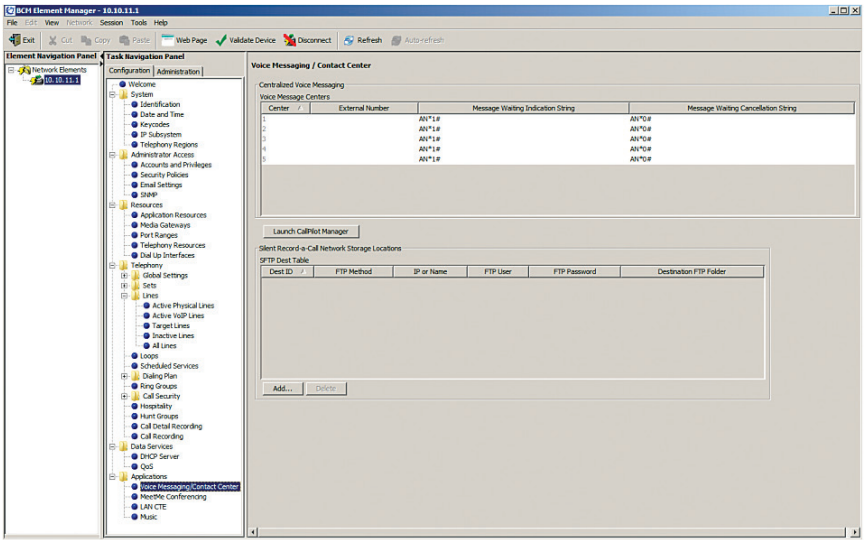 BCM Element Manager - 10.10.11.1
File Edit View Network Session Tools Help
Exit Cut Copy Paste Web Page Validate Device Disconnect Refresh Auto-refresh
Element Navigation Panel
Network Elements
10.10.11.1
Task Navigation Panel
Configuration Administration
Welcome
System
Identification
Date and Time
Keycodes
IP Subsystem
Telephony Regions
Administrator Access
Accounts and Privileges
Security Policies
Email Settings
SNMP
Resources
Application Resources
Media Gateways
Port Ranges
Telephony Resources
Dial Up Interfaces
Telephony
Global Settings
Sets
Lines
Active Physical Lines
Active VoIP Lines
Target Lines
Inactive Lines
All Lines
Loops
Scheduled Services
Dialing Plan
Ring Groups
Call Security
Hospitality
Hunt Groups
Call Detail Recording
Call Recording
Data Services
DHCP Server
QoS
Applications
Voice Messaging/Contact Center
MeetMe Conferencing
LAN CTE
Music
Voice Messaging / Contact Center
Centralized Voice Messaging
Voice Message Centers
Center External Number Message Waiting Indication String Message Waiting Cancellation String
1 AN*1# AN*0#
2 AN*1# AN*0#
3 AN*1# AN*0#
4 AN*1# AN*0#
5 AN*1# AN*0#
Launch CallPilot Manager
Silent Record-a-Call Network Storage Locations
SFTP Dest Table
Dest ID FTP Method IP or Name FTP User FTP Password Destination FTP Folder
Add... Delete